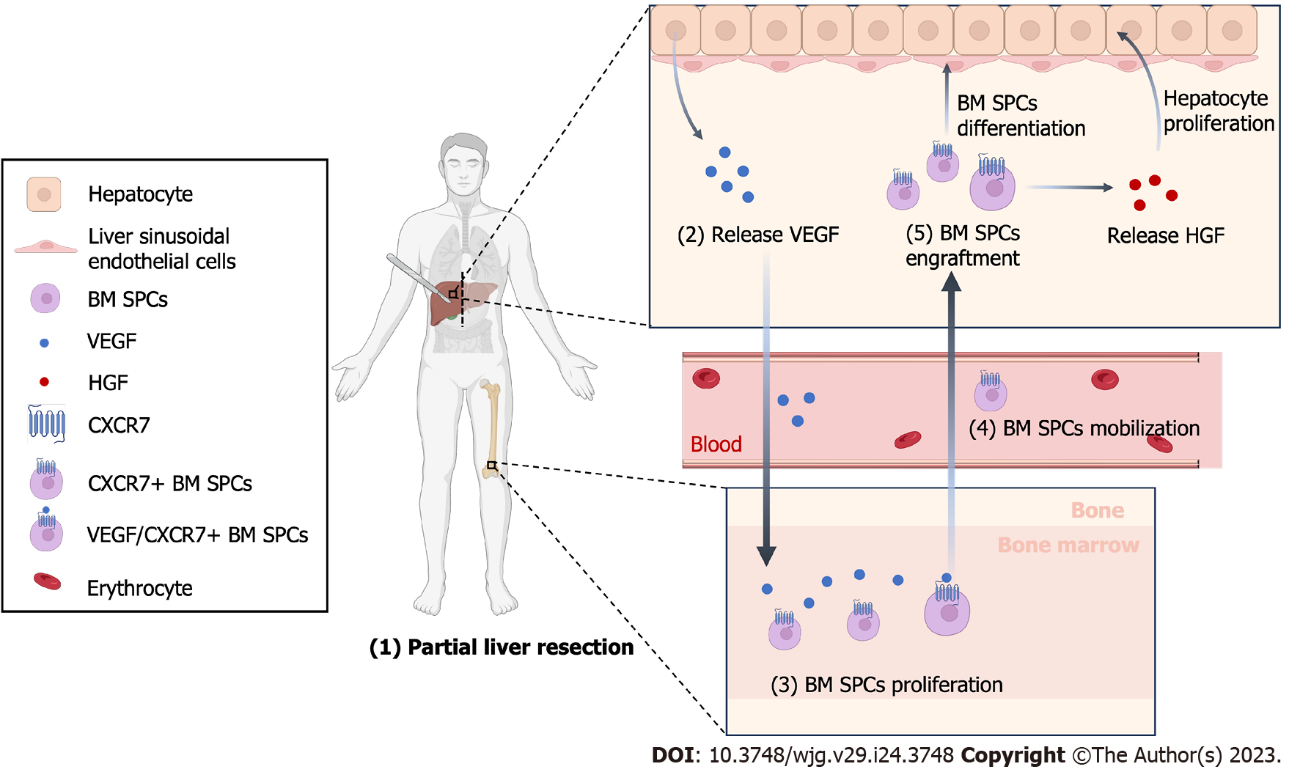 Hepatocyte
Liver sinusoidal
endothelial cells
BM SPCs
VEGF
HGF
CXCR7
CXCR7+ BM SPCs
VEGF/CXCR7+ BM SPCs
Erythrocyte
(1) Partial liver resection
BM SPCs
differentiation
Hepatocyte
proliferation
(2) Release VEGF
(5) BM SPCs
engraftment
Release HGF
Blood
(4) BM SPCs mobilization
Bone
Bone marrow
(3) BM SPCs proliferation
DOI: 10.3748/wjg.v29.i24.3748 Copyright ©The Author(s) 2023.